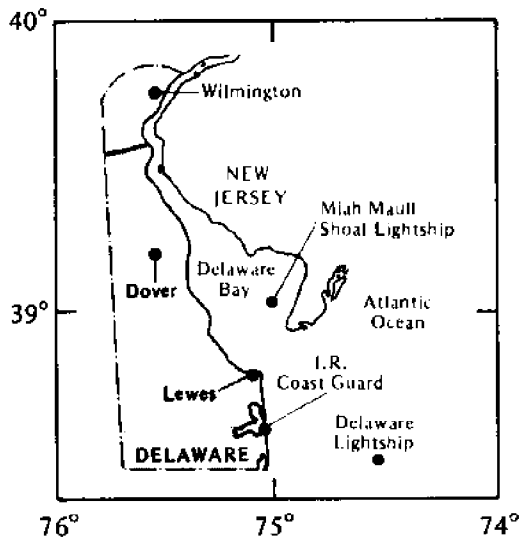 40°
Wilmington
NEW
JERSEY
Miah Maull
Shoal Lightship
Delaware
Bay
Dover
Atlantic
Ocean
39°
I.R.
Coast Guard
Lewes
Delaware
Lightship
DELAWARE
76°
75°
74°